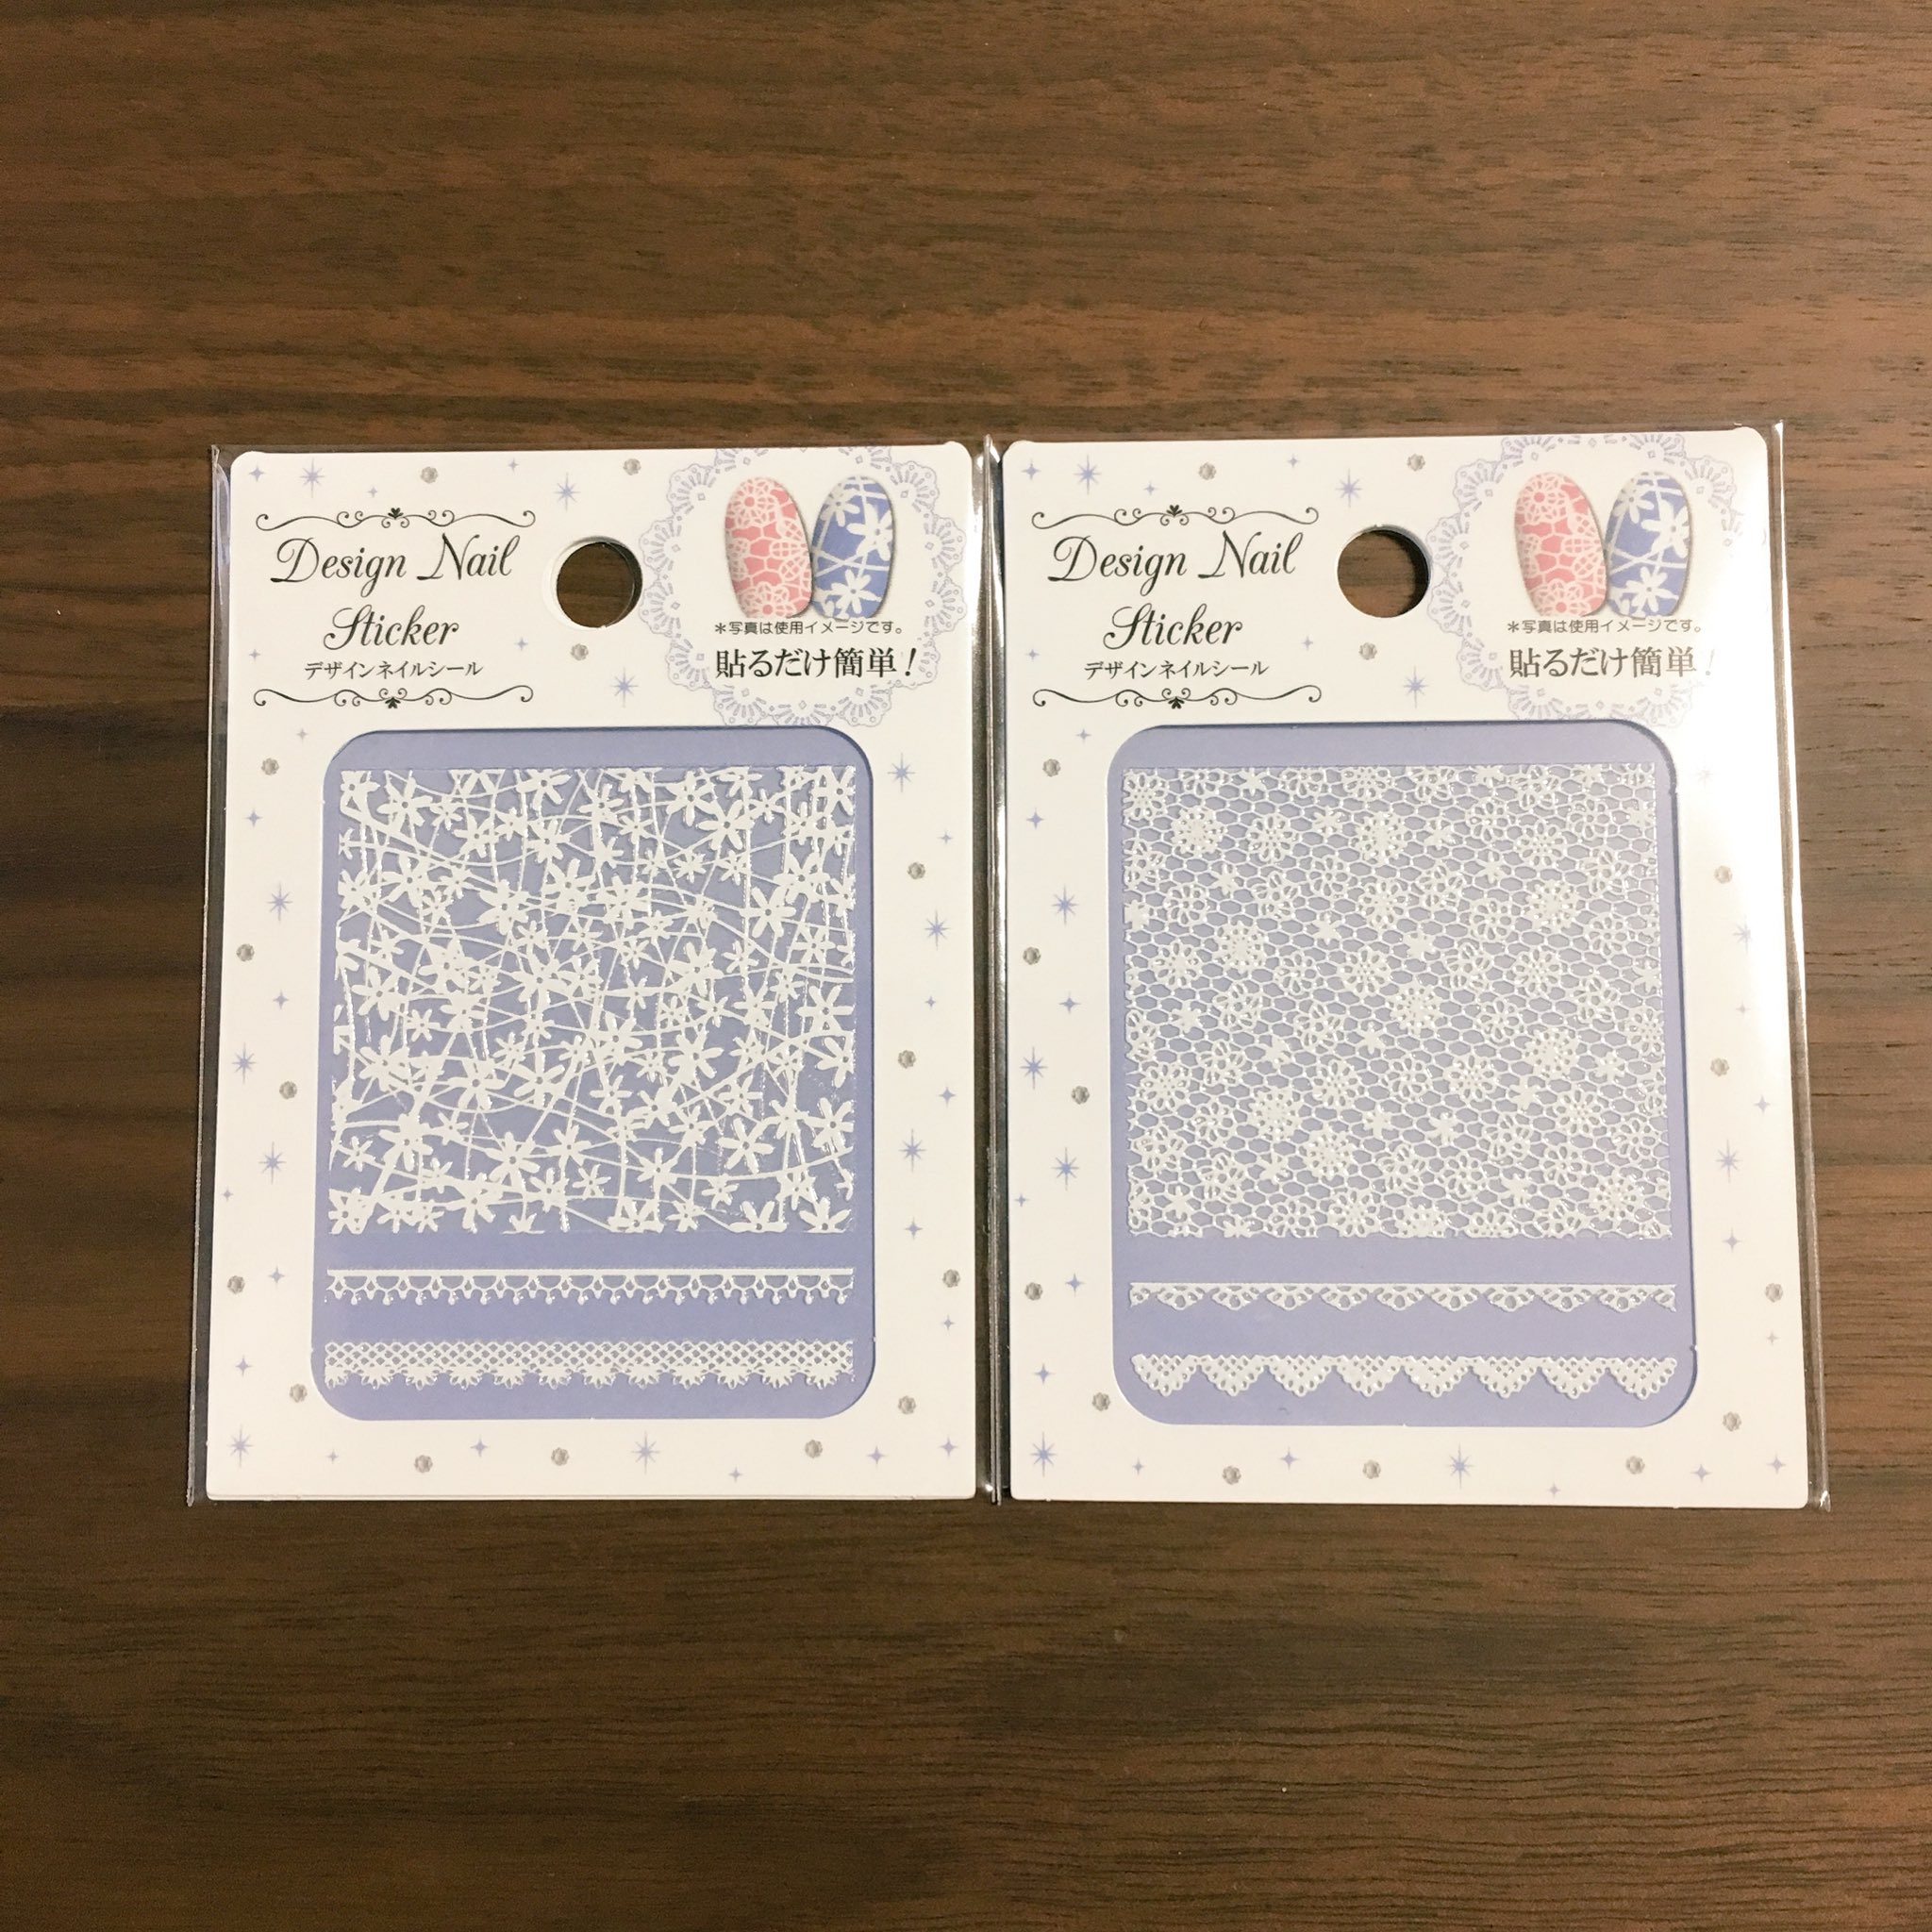 Design Nail
Sticker
デザインネイルシール
＊写真は使用イメージです。
貼るだけ簡単！
Design Nail
Sticker
デザインネイルシール
＊写真は使用イメージです。
貼るだけ簡単！